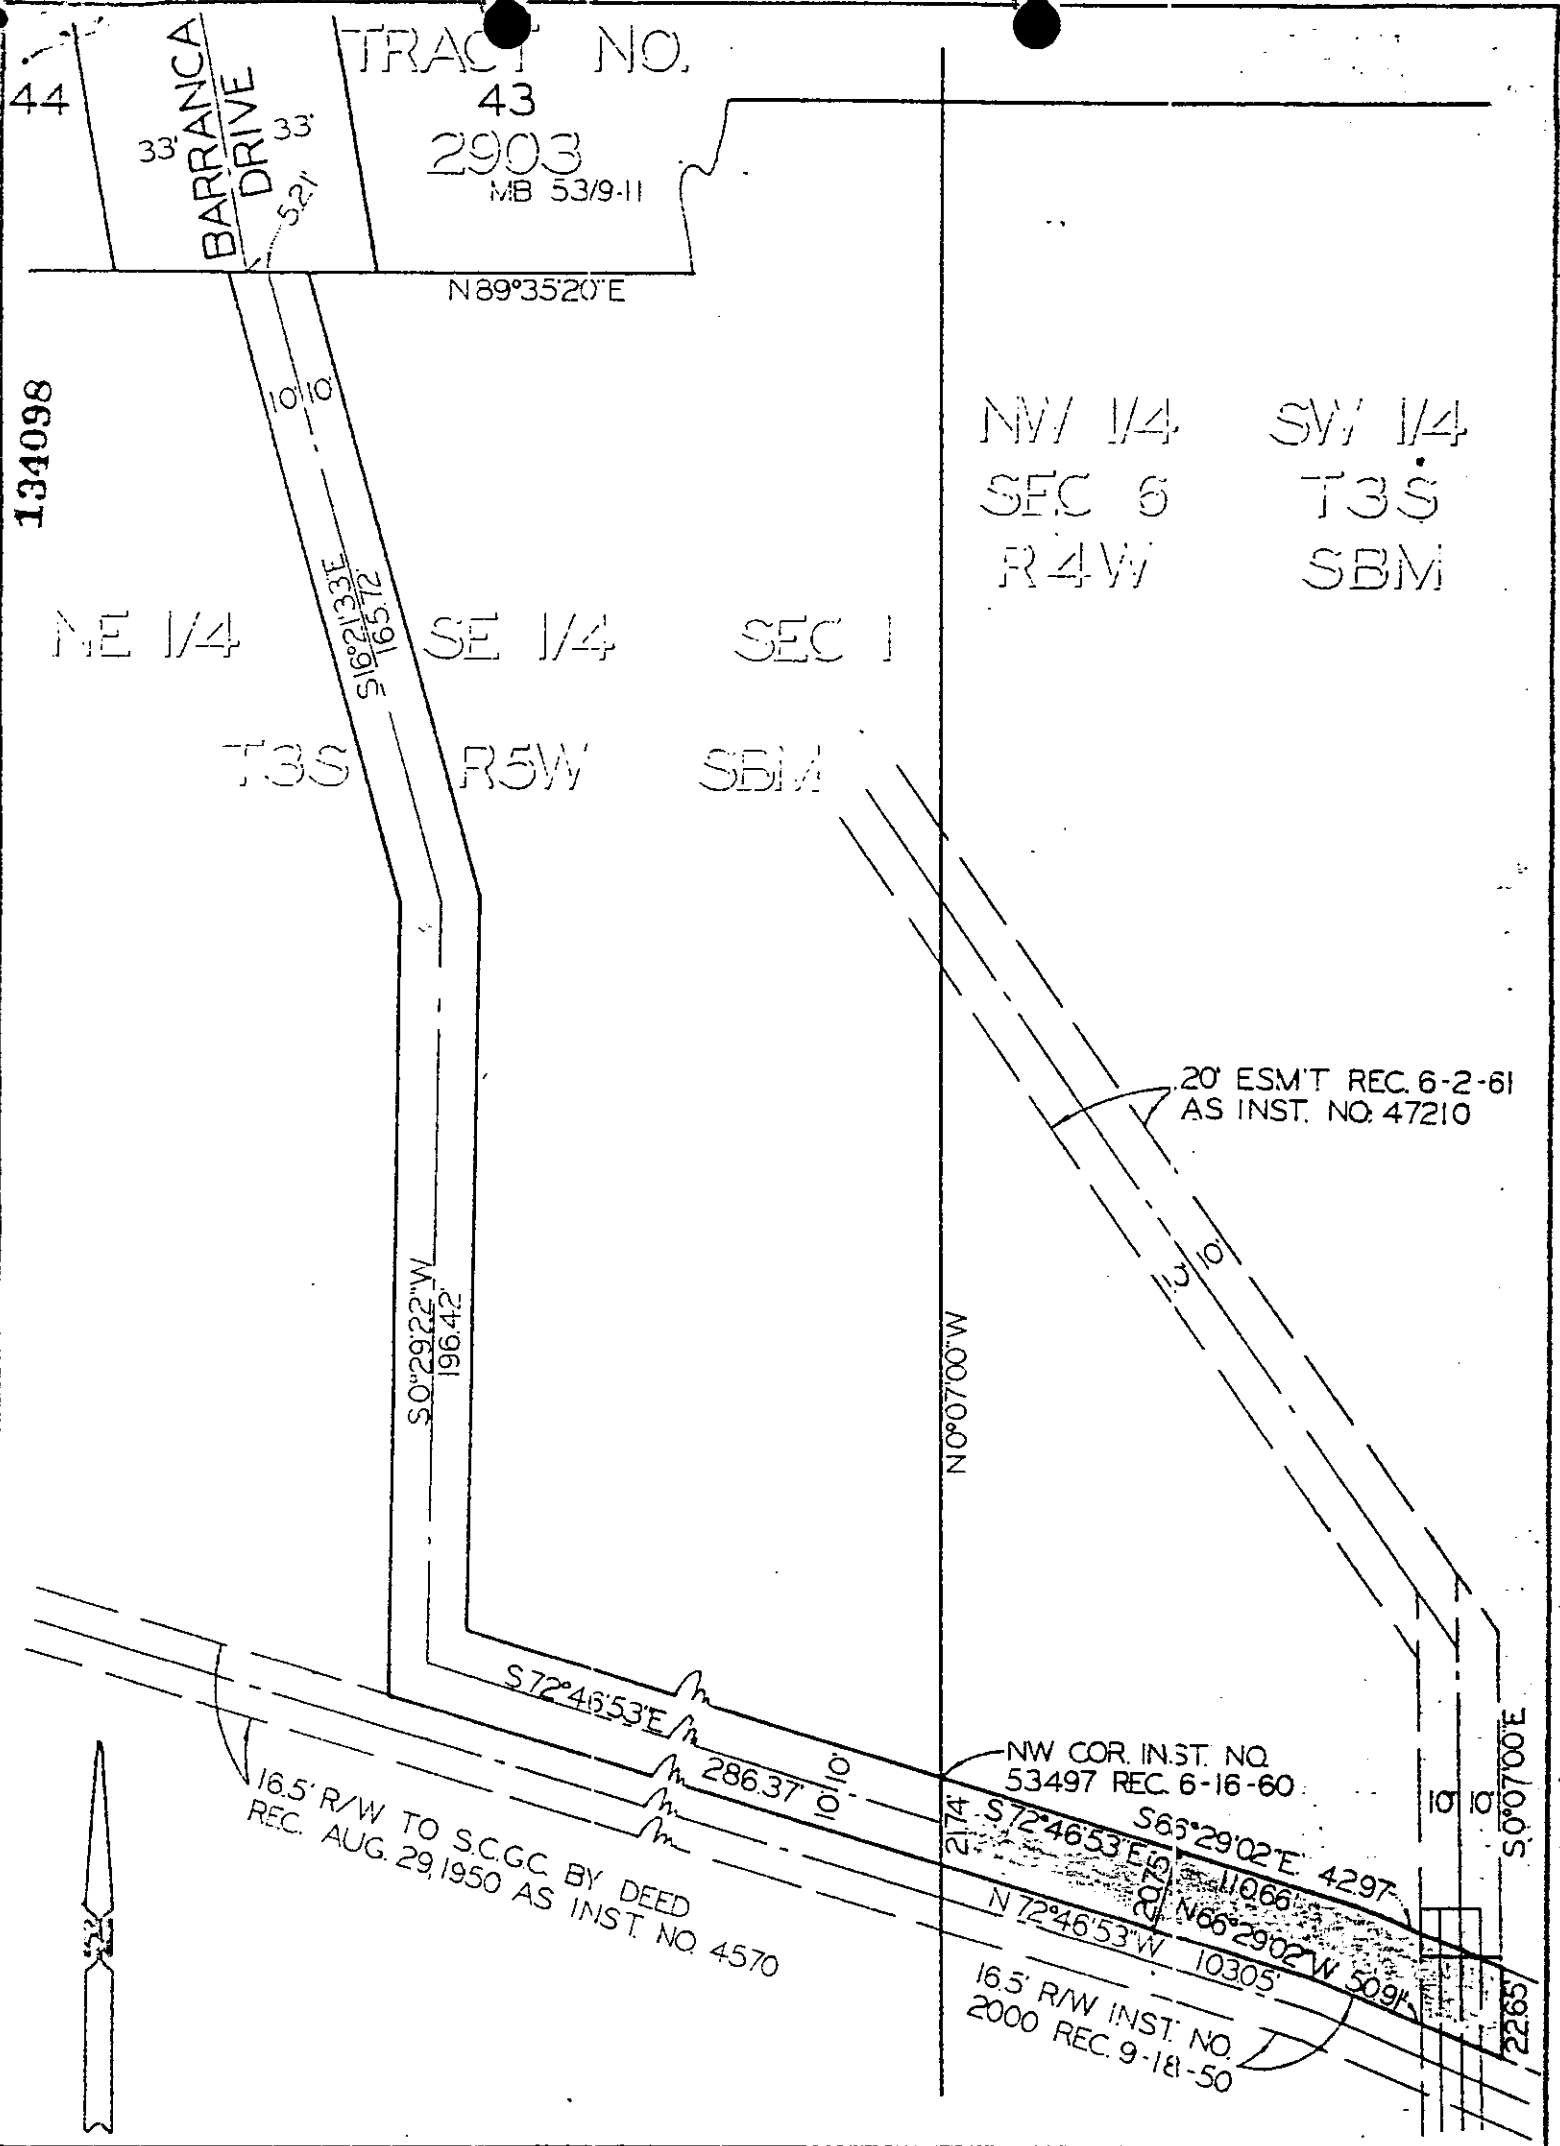 TRACT NO.
44
43
2903
MB 53/9-11
BARRANCA
DRIVE
33'
33'
5.21'
N89°35'20"E
134098
10' 10'
NW 1/4 SW 1/4
SEC 6 T3S
R4W SBM
S16°21'33"E
165.72'
NE 1/4 SE 1/4 SEC 1
T3S R5W SBM
20' ESM'T REC. 6-2-61
AS INST. NO. 47210
10'
S0°29'22"W
196.42'
N0°07'00"W
S72°46'53"E
286.37'
10' 10'
NW COR. INST. NO.
53497 REC. 6-16-60
10' 10'
S0°07'00"E
21.74'
S72°46'53"E
S66°29'02"E 42.97'
110.66'
20.75'
N66°29'02"W 50.91'
N72°46'53"W 103.05'
22.65'
16.5' R/W TO S.C.G.C. BY DEED
REC. AUG. 29, 1950 AS INST. NO. 4570
16.5' R/W INST. NO.
2000 REC. 9-18-50